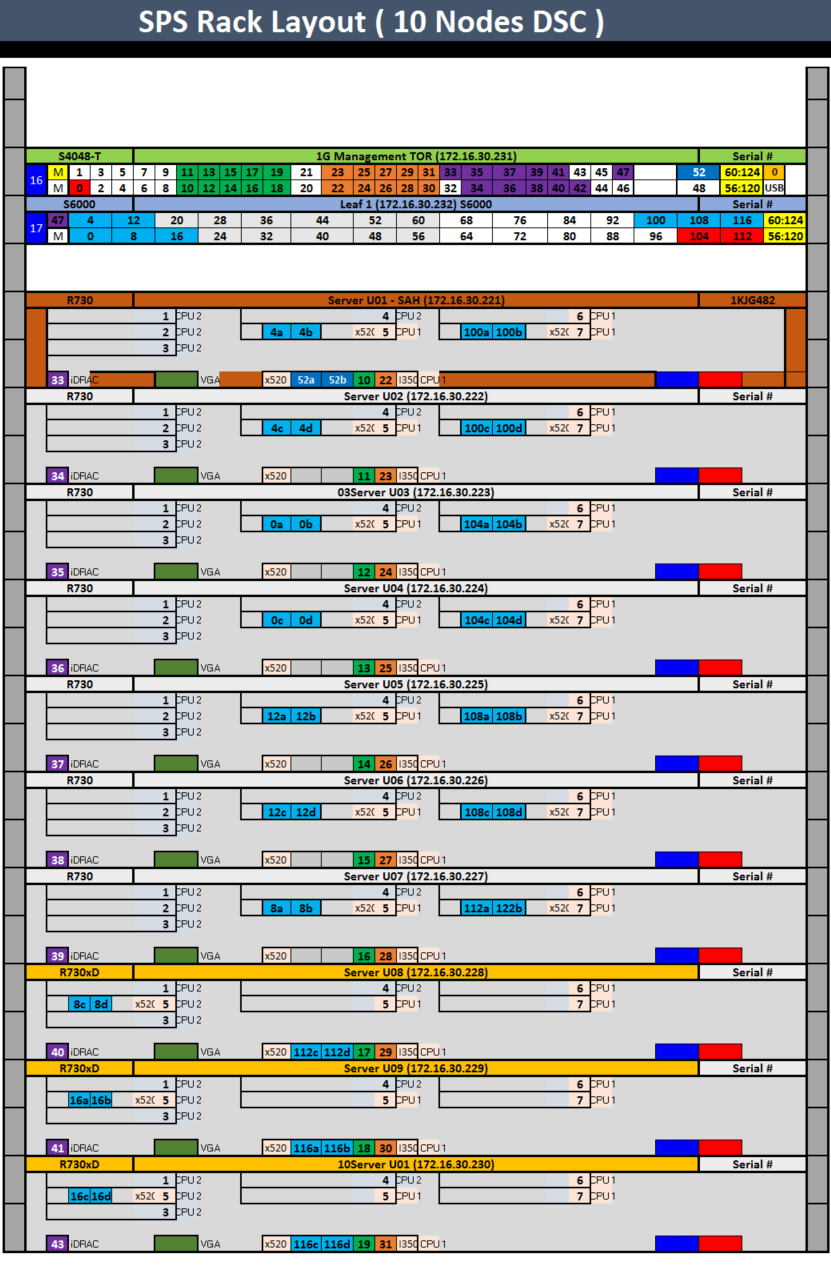 SPS Rack Layout ( 10 Nodes DSC )
S4048-T 1G Management TOR (172.16.30.231) Serial #
16
M 1 3 5 7 9 11 13 15 17 19 21 23 25 27 29 31 33 35 37 39 41 43 45 47 52 60:124 0
M 0 2 4 6 8 10 12 14 16 18 20 22 24 26 28 30 32 34 36 38 40 42 44 46 48 56:120 USB
S6000 Leaf 1 (172.16.30.232) S6000 Serial #
17
47 4 12 20 28 36 44 52 60 68 76 84 92 100 108 116 60:124
M 0 8 16 24 32 40 48 56 64 72 80 88 96 104 112 56:120
R730 Server U01 - SAH (172.16.30.221) 1KJG482
1 CPU 2 4 CPU 2 6 CPU 1
2 CPU 2 4a 4b x520 5 CPU 1 100a 100b x520 7 CPU 1
3 CPU 2
33 iDRAC VGA x520 52a 52b 10 22 I350 CPU 1
R730 Server U02 (172.16.30.222) Serial #
1 CPU 2 4 CPU 2 6 CPU 1
2 CPU 2 4c 4d x520 5 CPU 1 100c 100d x520 7 CPU 1
3 CPU 2
34 iDRAC VGA x520 11 23 I350 CPU 1
R730 03Server U03 (172.16.30.223) Serial #
1 CPU 2 4 CPU 2 6 CPU 1
2 CPU 2 0a 0b x520 5 CPU 1 104a 104b x520 7 CPU 1
3 CPU 2
35 iDRAC VGA x520 12 24 I350 CPU 1
R730 Server U04 (172.16.30.224) Serial #
1 CPU 2 4 CPU 2 6 CPU 1
2 CPU 2 0c 0d x520 5 CPU 1 104c 104d x520 7 CPU 1
3 CPU 2
36 iDRAC VGA x520 13 25 I350 CPU 1
R730 Server U05 (172.16.30.225) Serial #
1 CPU 2 4 CPU 2 6 CPU 1
2 CPU 2 12a 12b x520 5 CPU 1 108a 108b x520 7 CPU 1
3 CPU 2
37 iDRAC VGA x520 14 26 I350 CPU 1
R730 Server U06 (172.16.30.226) Serial #
1 CPU 2 4 CPU 2 6 CPU 1
2 CPU 2 12c 12d x520 5 CPU 1 108c 108d x520 7 CPU 1
3 CPU 2
38 iDRAC VGA x520 15 27 I350 CPU 1
R730 Server U07 (172.16.30.227) Serial #
1 CPU 2 4 CPU 2 6 CPU 1
2 CPU 2 8a 8b x520 5 CPU 1 112a 122b x520 7 CPU 1
3 CPU 2
39 iDRAC VGA x520 16 28 I350 CPU 1
R730xD Server U08 (172.16.30.228) Serial #
1 CPU 2 4 CPU 2 6 CPU 1
8c 8d x520 5 CPU 2 5 CPU 1 7 CPU 1
3 CPU 2
40 iDRAC VGA x520 112c 112d 17 29 I350 CPU 1
R730xD Server U09 (172.16.30.229) Serial #
1 CPU 2 4 CPU 2 6 CPU 1
16a 16b x520 5 CPU 2 5 CPU 1 7 CPU 1
3 CPU 2
41 iDRAC VGA x520 116a 116b 18 30 I350 CPU 1
R730xD 10Server U01 (172.16.30.230) Serial #
1 CPU 2 4 CPU 2 6 CPU 1
16c 16d x520 5 CPU 2 5 CPU 1 7 CPU 1
3 CPU 2
43 iDRAC VGA x520 116c 116d 19 31 I350 CPU 1